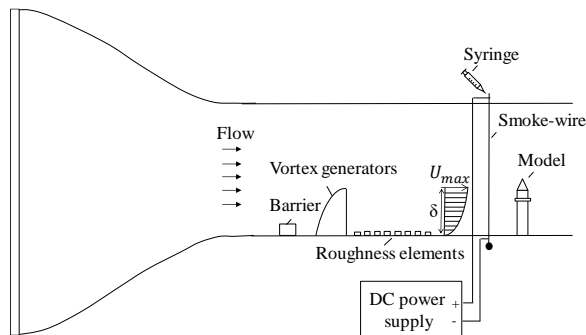 Syringe
Smoke-wire
Flow
Vortex generators
U_max
Model
δ
Barrier
Roughness elements
DC power
supply
+
-